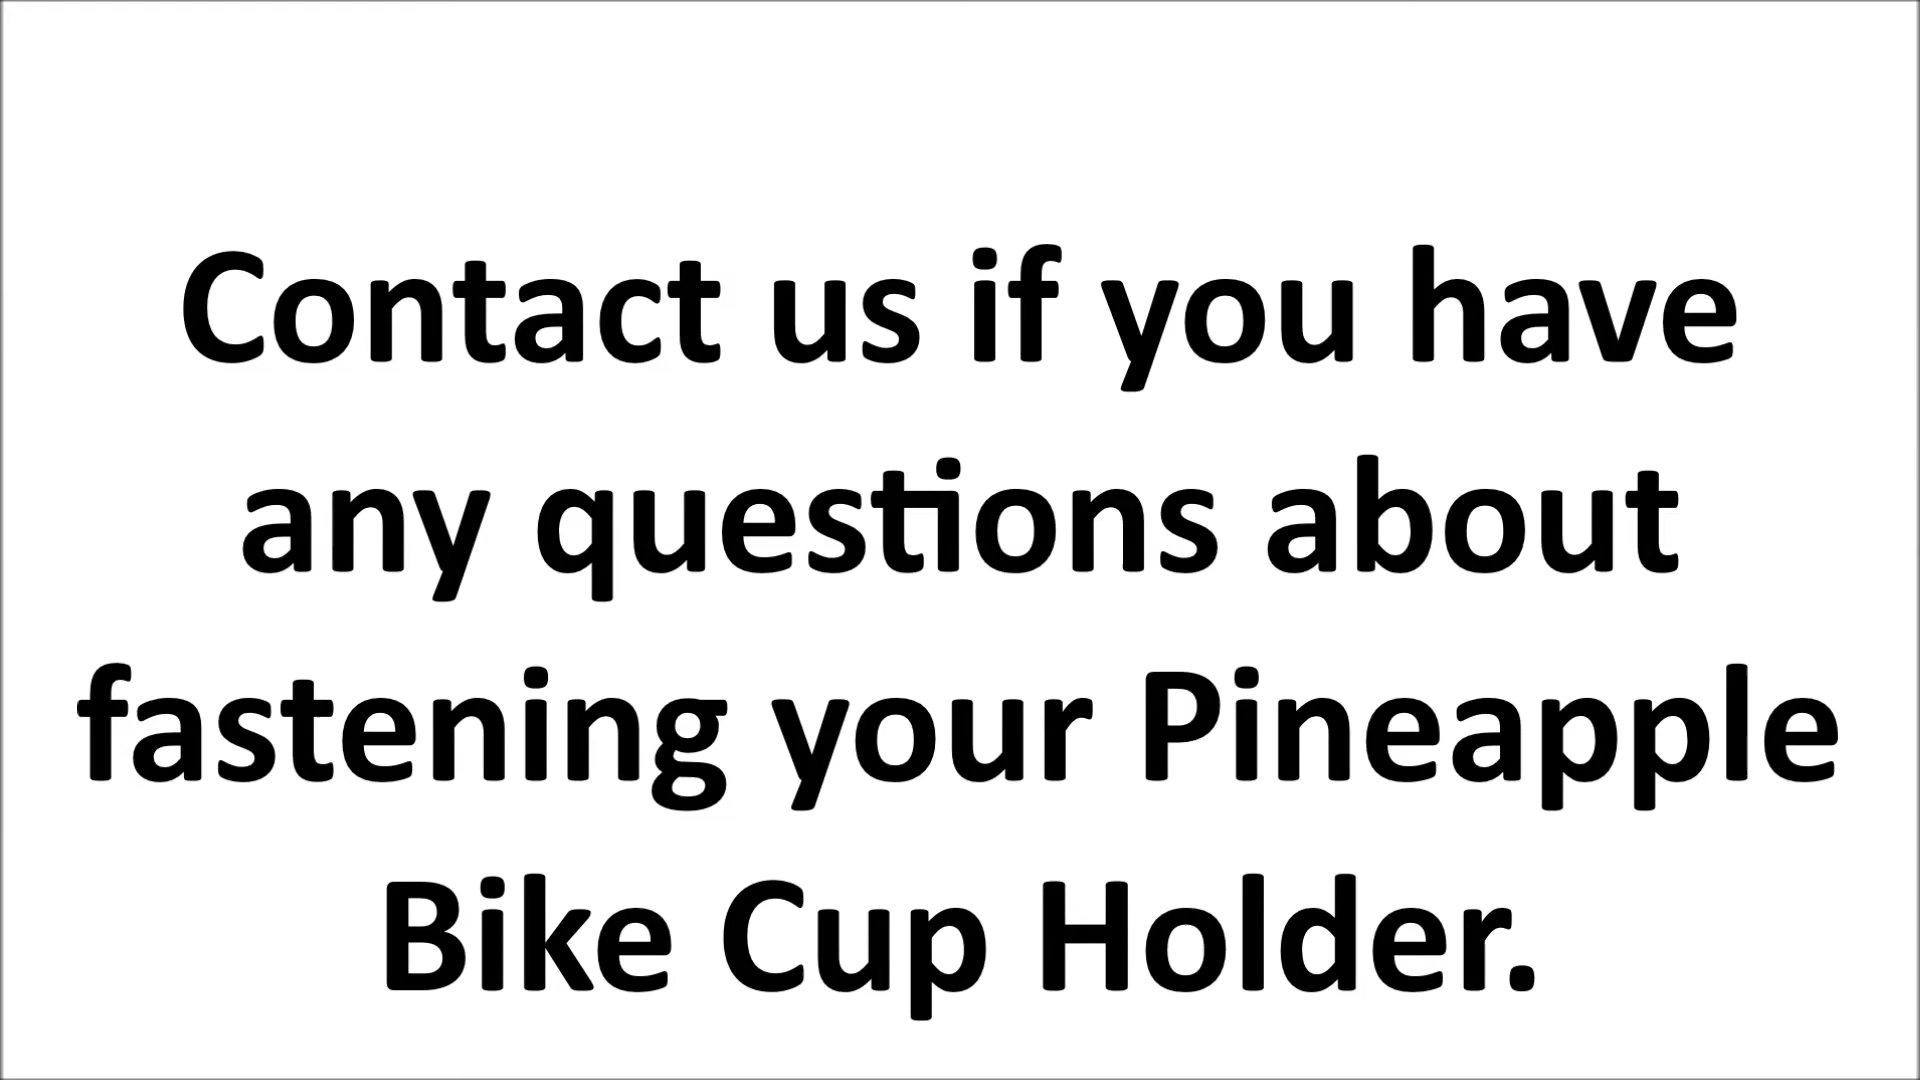 Contact us if you have
any questions about
fastening your Pineapple
Bike Cup Holder.